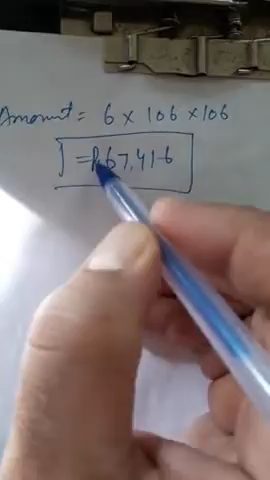 Amount = 6 × 106 × 106
= ₹67,416